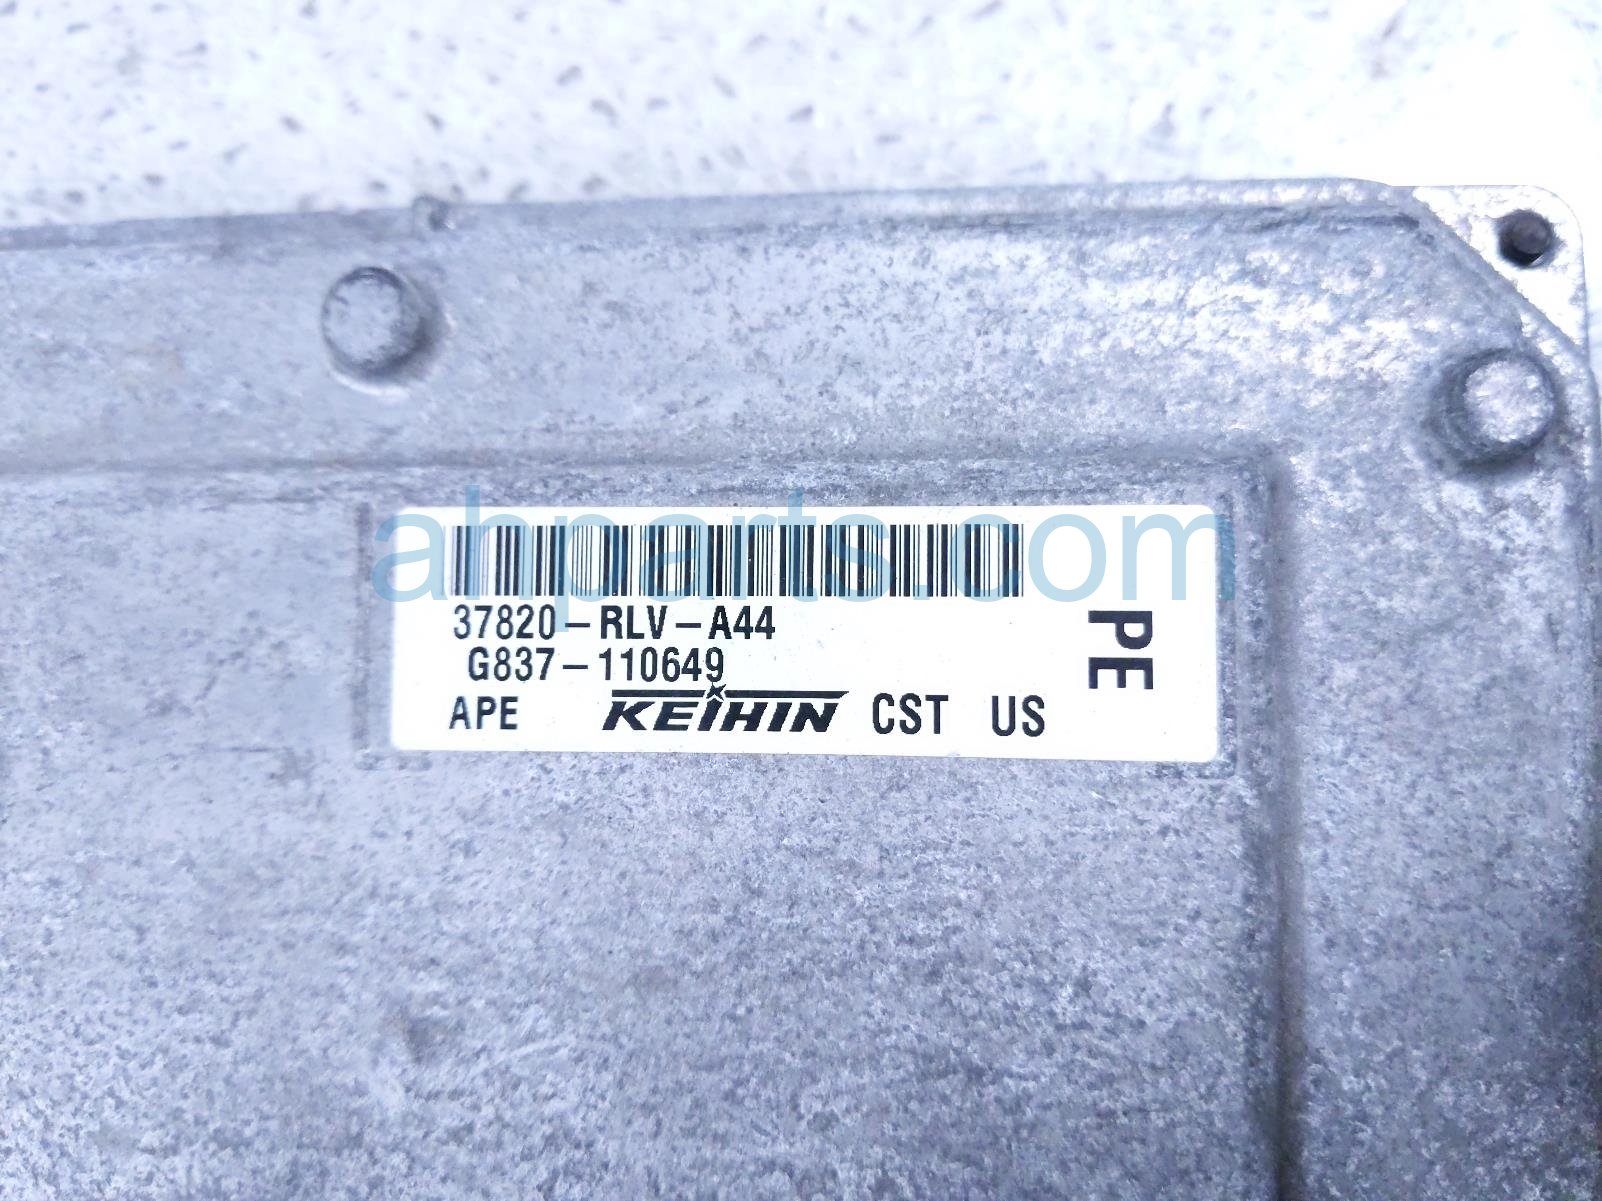 ahparts.com
37820-RLV-A44
G837-110649
APE KEIHIN CST US
PE